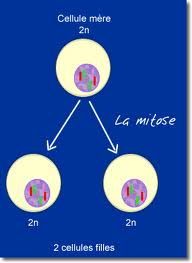 Cellule mère
2n
La mitose
2n
2n
2 cellules filles